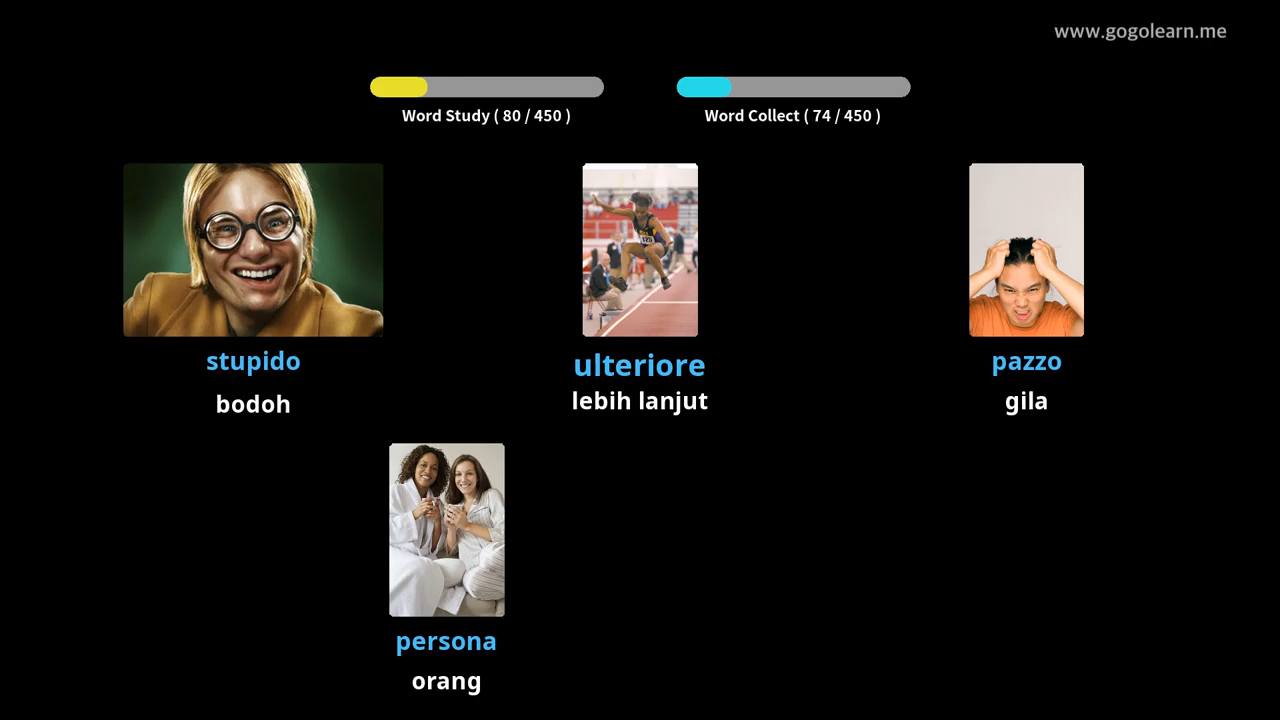 www.gogolearn.me
Word Study ( 80 / 450 )
Word Collect ( 74 / 450 )
stupido
bodoh
ulteriore
lebih lanjut
pazzo
gila
persona
orang